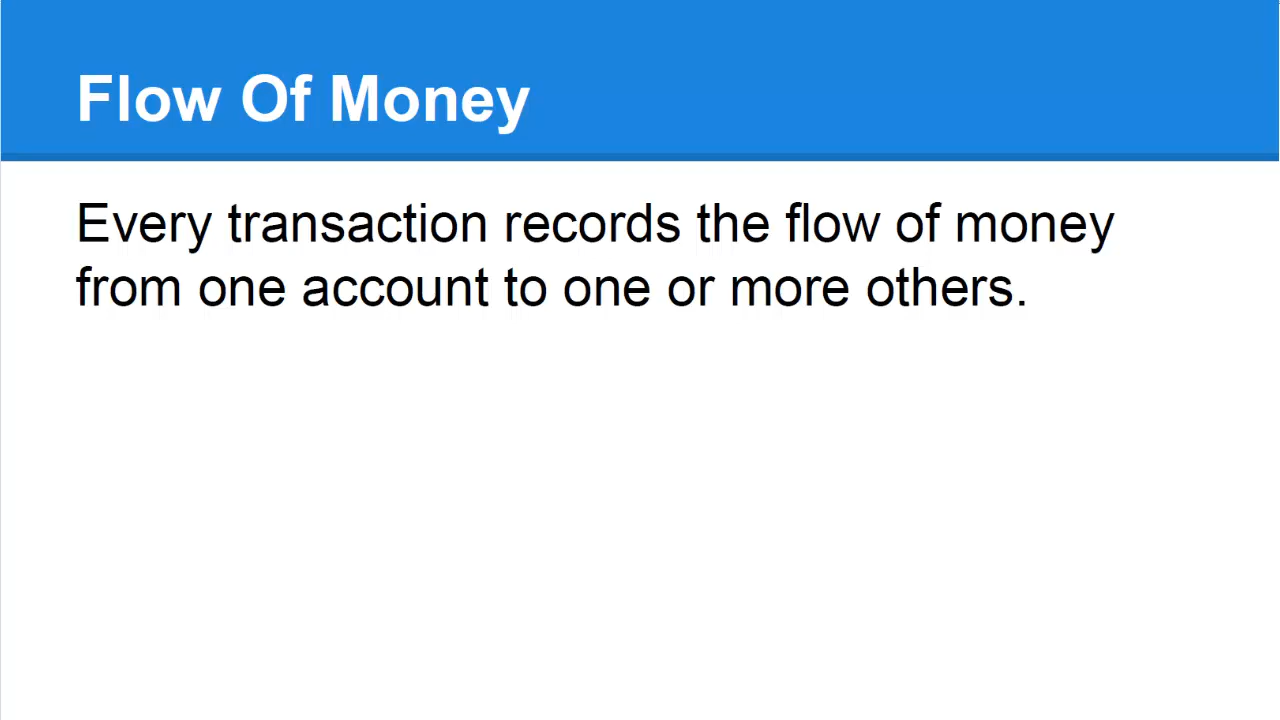 Flow Of Money
Every transaction records the flow of money
from one account to one or more others.